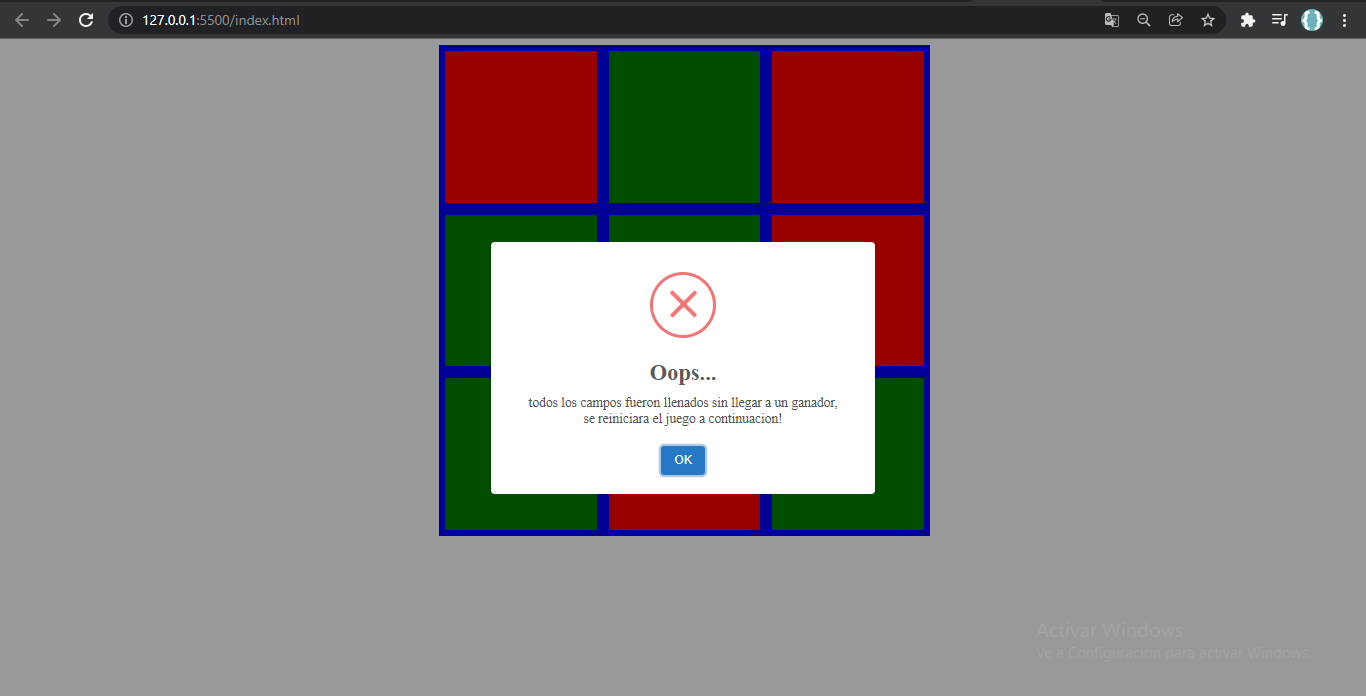 127.0.0.1:5500/index.html
Oops...
todos los campos fueron llenados sin llegar a un ganador,
se reiniciara el juego a continuacion!
OK
Activar Windows
Ve a Configuración para activar Windows.